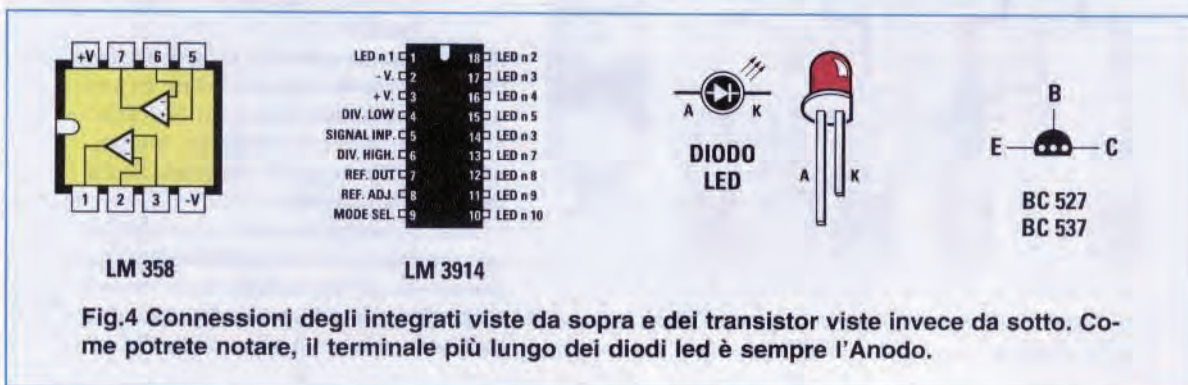 +V 7 6 5
1 2 3 -V
LM 358
LED n 1 1 18 LED n 2
- V. 2 17 LED n 3
+ V. 3 16 LED n 4
DIV. LOW 4 15 LED n 5
SIGNAL INP. 5 14 LED n 3
DIV. HIGH. 6 13 LED n 7
REF. OUT 7 12 LED n 8
REF. ADJ. 8 11 LED n 9
MODE SEL. 9 10 LED n 10
LM 3914
A K
DIODO
LED
A K
B
E C
BC 527
BC 537
Fig.4 Connessioni degli integrati viste da sopra e dei transistor viste invece da sotto. Co-
me potrete notare, il terminale più lungo dei diodi led è sempre l'Anodo.